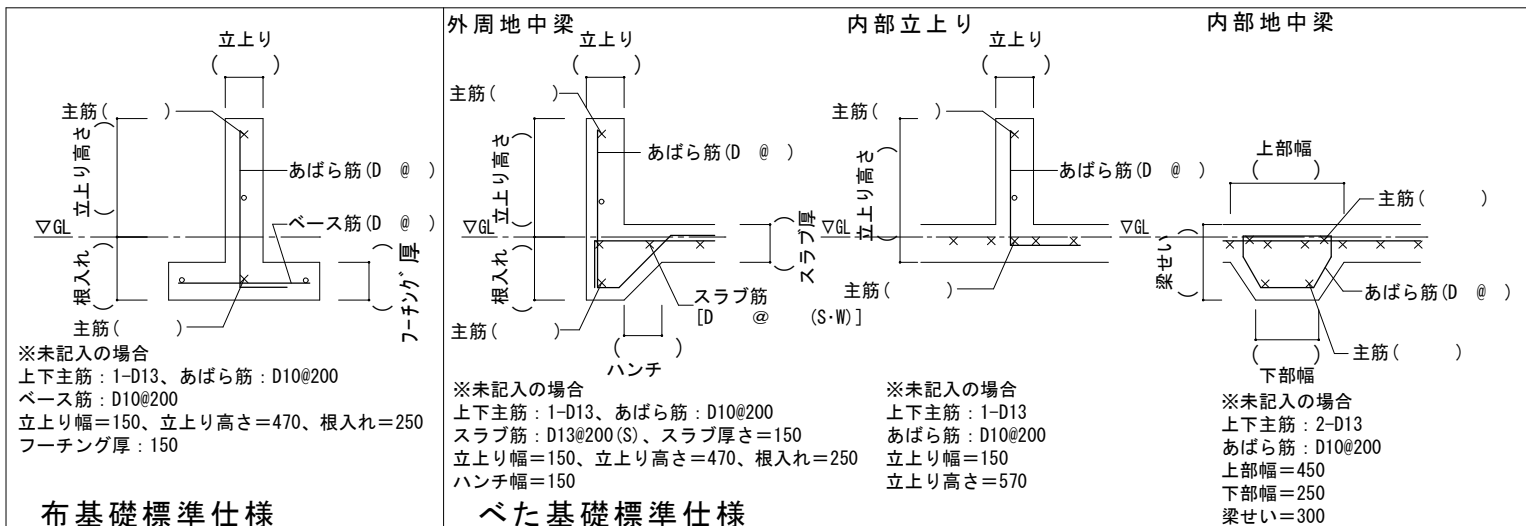 立上り
(　　)
主筋(　　)
立上り高さ
(　　)
あばら筋(D　@　)
▽GL
ベース筋(D　@　)
根入れ
(　　)
フーチング厚
(　　)
主筋(　　)
※未記入の場合
上下主筋：1-D13、あばら筋：D10@200
ベース筋：D10@200
立上り幅＝150、立上り高さ＝470、根入れ＝250
フーチング厚：150
布基礎標準仕様
外周地中梁
立上り
(　　)
主筋(　　)
立上り高さ
(　　)
あばら筋(D　@　)
▽GL
根入れ
(　　)
スラブ厚
(　　)
スラブ筋
[D　　@　　(S·W)]
主筋(　　)
(　　)
ハンチ
※未記入の場合
上下主筋：1-D13、あばら筋：D10@200
スラブ筋：D13@200(S)、スラブ厚さ＝150
立上り幅＝150、立上り高さ＝470、根入れ＝250
ハンチ幅＝150
べた基礎標準仕様
内部立上り
立上り
(　　)
主筋(　　)
立上り高さ
(　　)
あばら筋(D　@　)
▽GL
主筋(　　)
※未記入の場合
上下主筋：1-D13
あばら筋：D10@200
立上り幅＝150
立上り高さ＝570
内部地中梁
上部幅
(　　)
主筋(　　)
▽GL
梁せい
(　　)
あばら筋(D　@　)
主筋(　　)
(　　)
下部幅
※未記入の場合
上下主筋：2-D13
あばら筋：D10@200
上部幅＝450
下部幅＝250
梁せい＝300